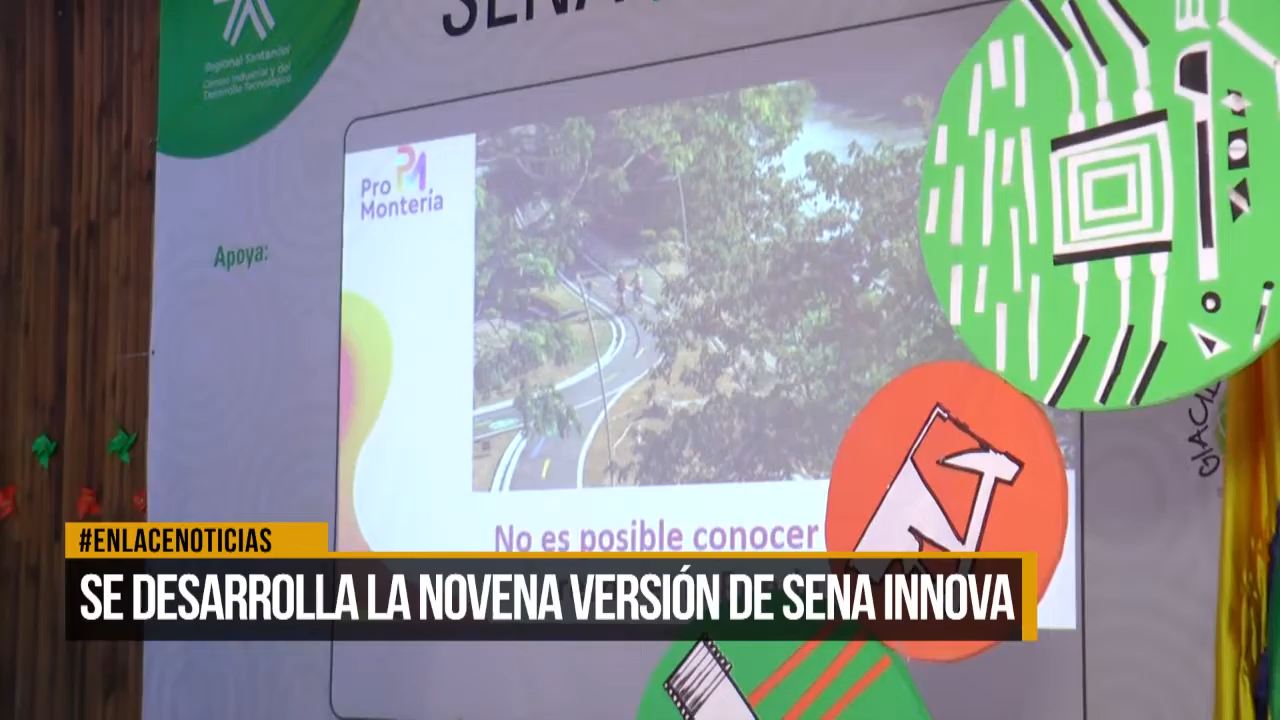 SENA
Regional Santander
Centro Industrial y del
Desarrollo Tecnológico
Pro
Montería
Apoya:
No es posible conocer
#ENLACENOTICIAS
SE DESARROLLA LA NOVENA VERSIÓN DE SENA INNOVA